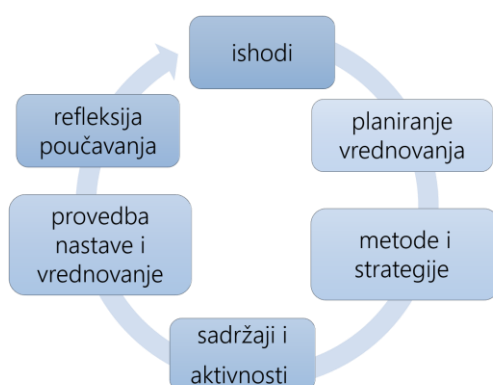 ishodi
planiranje
vrednovanja
metode i
strategije
sadržaji i
aktivnosti
provedba
nastave i
vrednovanje
refleksija
poučavanja